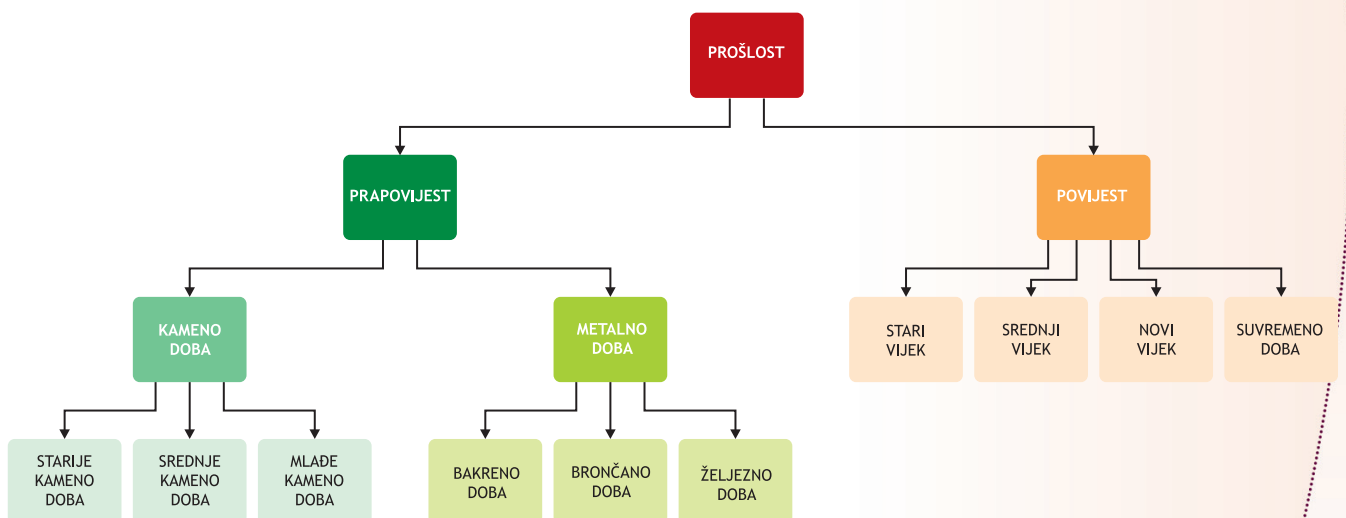 PROŠLOST
PRAPOVIJEST
POVIJEST
KAMENO
DOBA
METALNO
DOBA
STARI
VIJEK
SREDNJI
VIJEK
NOVI
VIJEK
SUVREMENO
DOBA
STARIJE
KAMENO
DOBA
SREDNJE
KAMENO
DOBA
MLAĐE
KAMENO
DOBA
BAKRENO
DOBA
BRONČANO
DOBA
ŽELJEZNO
DOBA